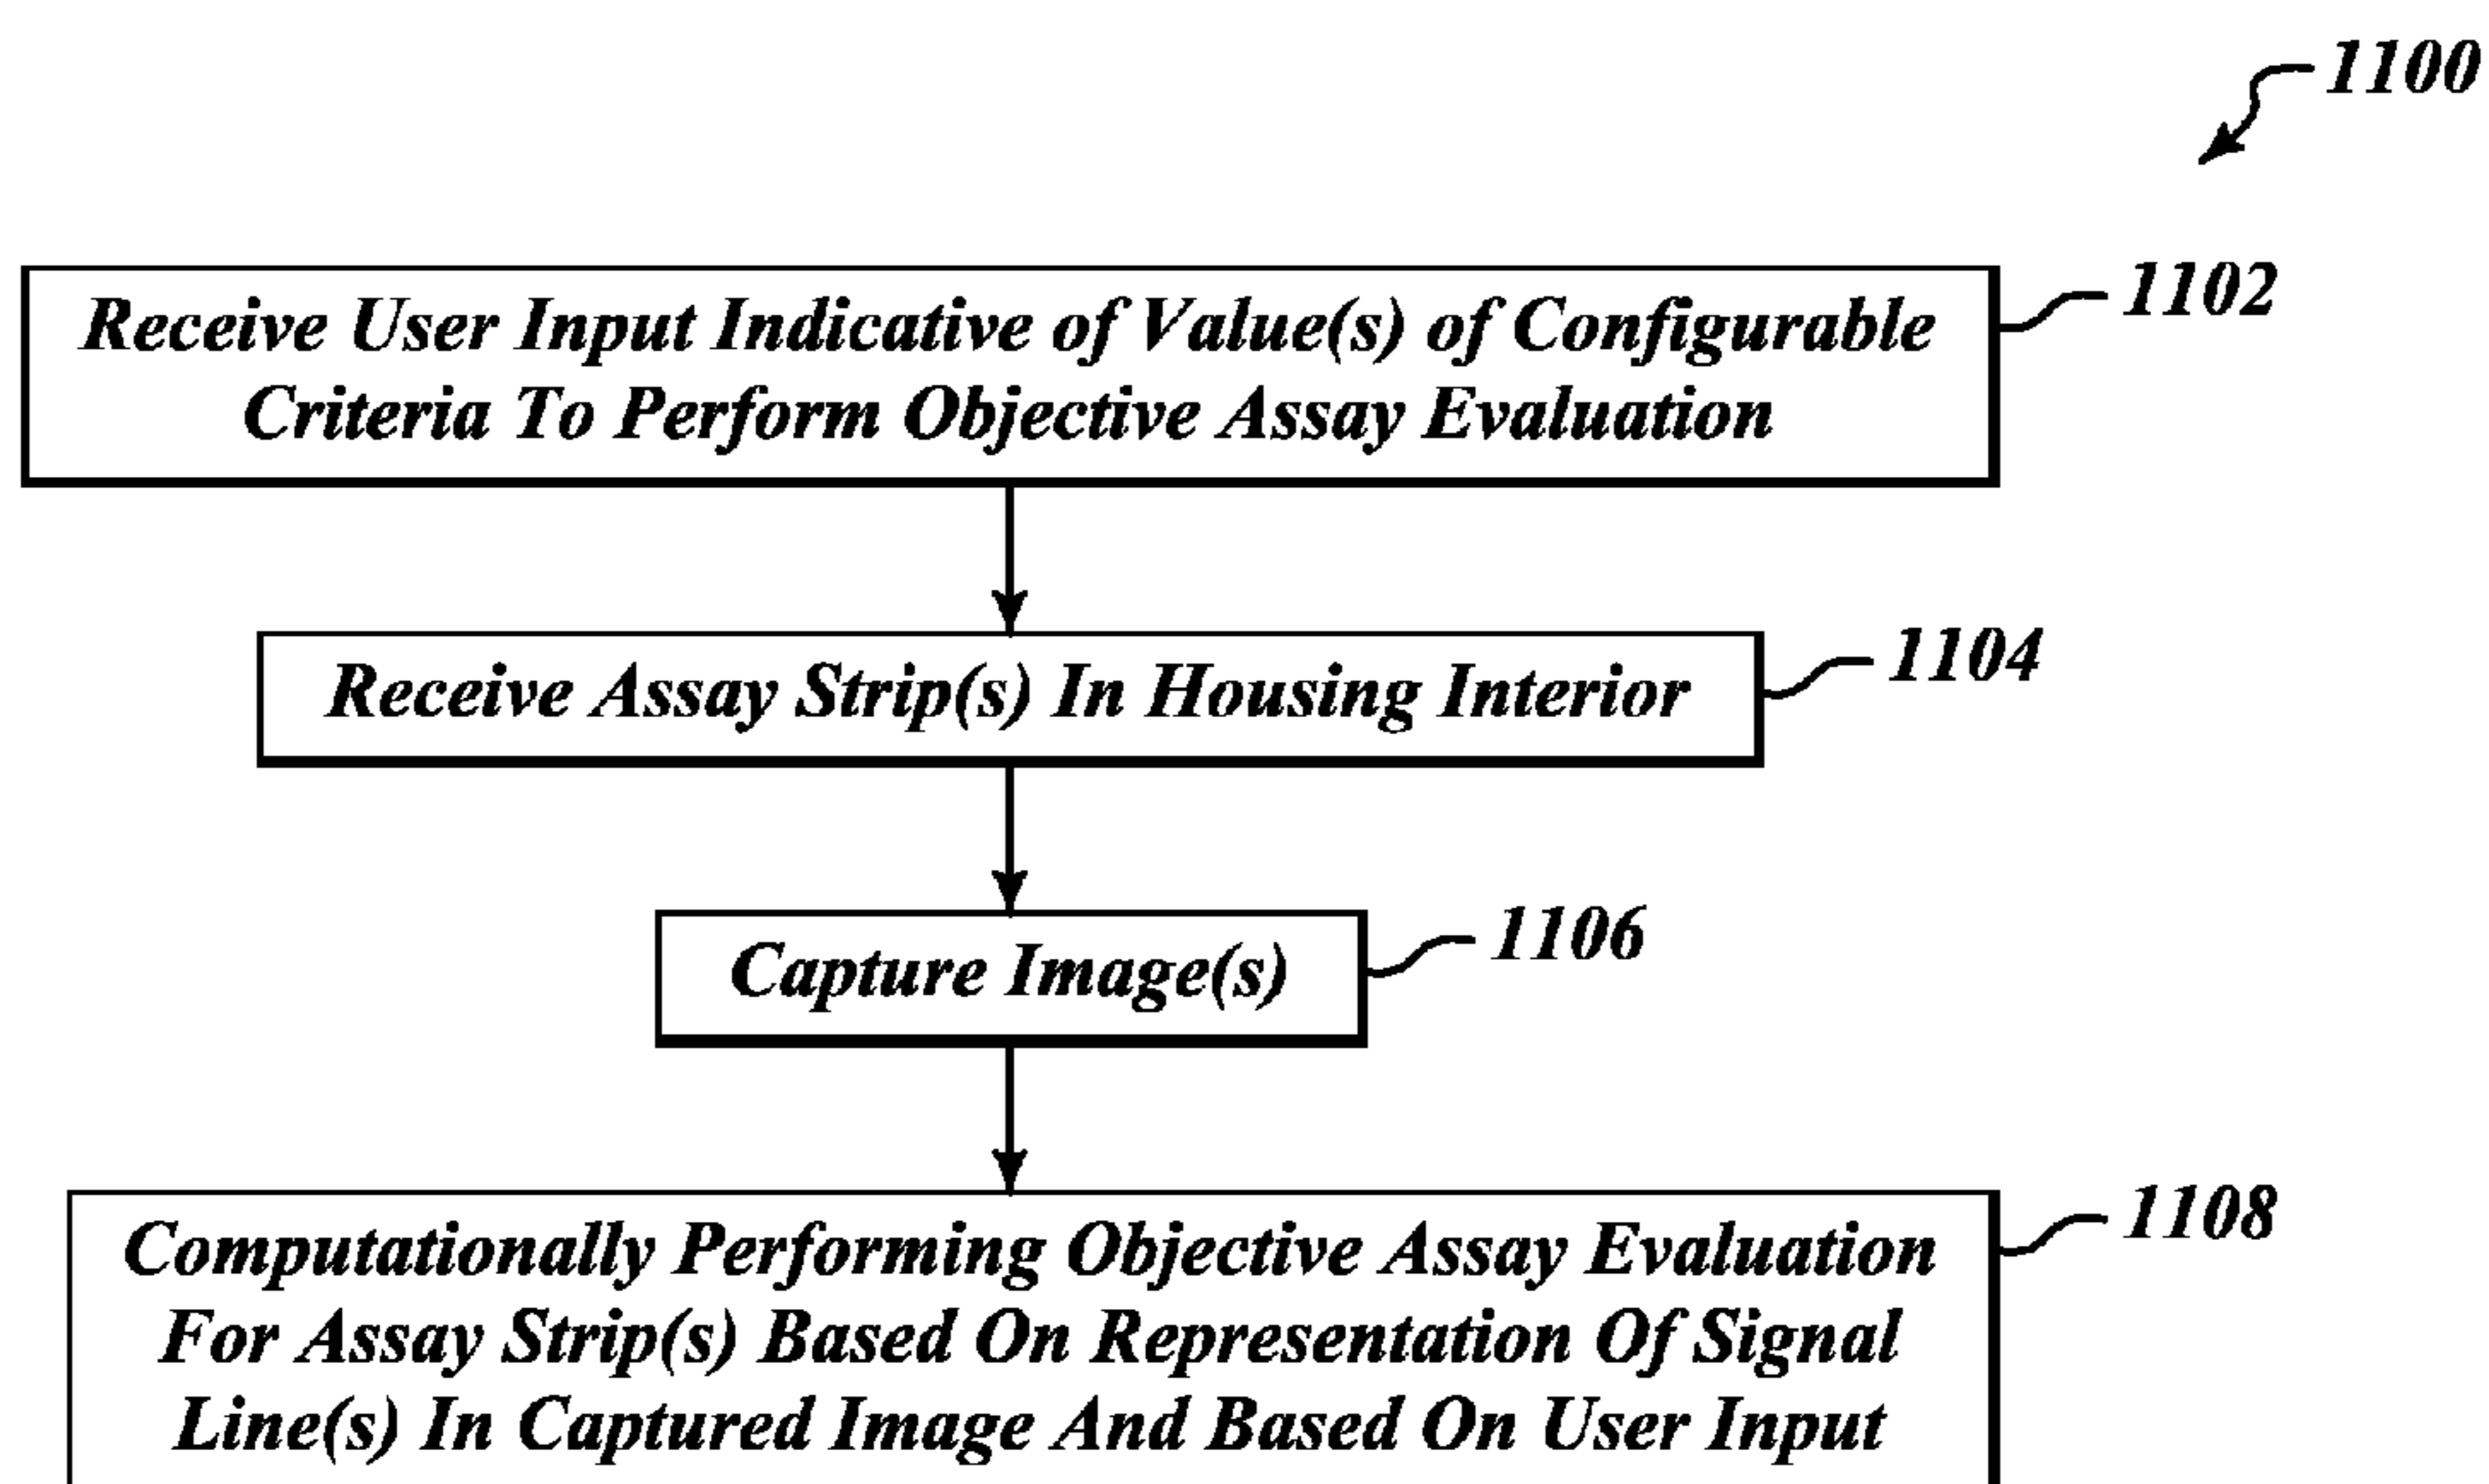 1100
Receive User Input Indicative of Value(s) of Configurable
Criteria To Perform Objective Assay Evaluation
1102
Receive Assay Strip(s) In Housing Interior
1104
Capture Image(s)
1106
Computationally Performing Objective Assay Evaluation
For Assay Strip(s) Based On Representation Of Signal
Line(s) In Captured Image And Based On User Input
1108